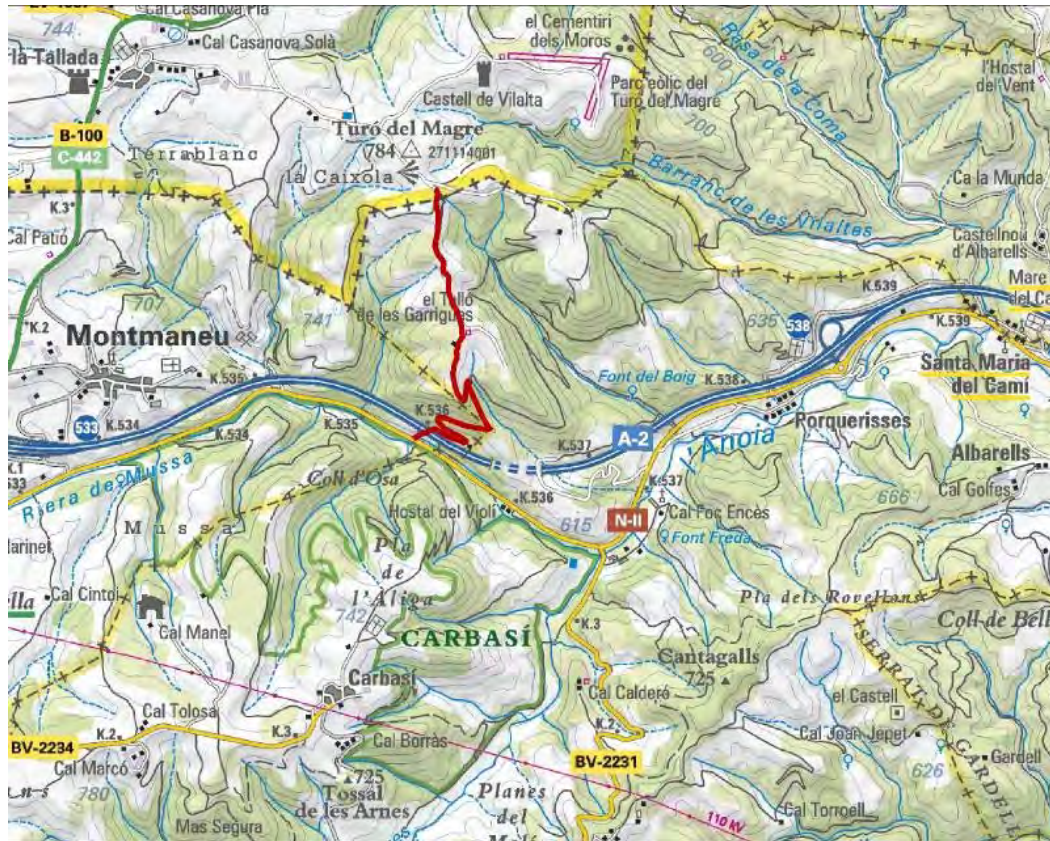 Cal Casanova Pla
744
Cal Casanova Solà
la Tallada
el Cementiri
dels Moros
600
Rasa de la Coma
l'Hostal
del Vent
Castell de Vilalta
Parc eòlic del
Turó del Magre
700
B-100
C-442
Turó del Magre
784
271114001
Terrablanc
la Caixola
Barranc de les Vilaltes
Ca la Munda
K.3
Cal Patió
Castellnou
d'Albarells
Mare
del Ca
K.539
707
741
el Telló
de les Garrigues
K.2
635
538
K.539
Montmaneu
Santa Maria
del Camí
K.535
Font del Boig
K.538
533
K.534
K.536
K.535
K.534
K.537
A-2
l'Anoia
Porquerisses
Albarells
K.1
533
Riera de Mussa
Coll d'Osa
K.537
K.536
666
Cal Golfes
Mussa
Hostal del Violí
615
N-II
Cal Foc Encès
Font Freda
Pla
de
l'Àliga
742
Cal Cintoi
Cal Manel
CARBASÍ
Pla dels Rovellans
Coll de Bell
K.3
Cantagalls
725
SERRAT DE GARDELL
Carbasí
Cal Calderó
el Castell
Cal Tolosa
K.2
K.3
K.2
Cal Borràs
Cal Joan Jepet
BV-2234
BV-2231
Gardell
Cal Marcó
780
725
Tossal
de les Arnes
626
Planes
del
110 kV
Cal Torroell
Mas Segura